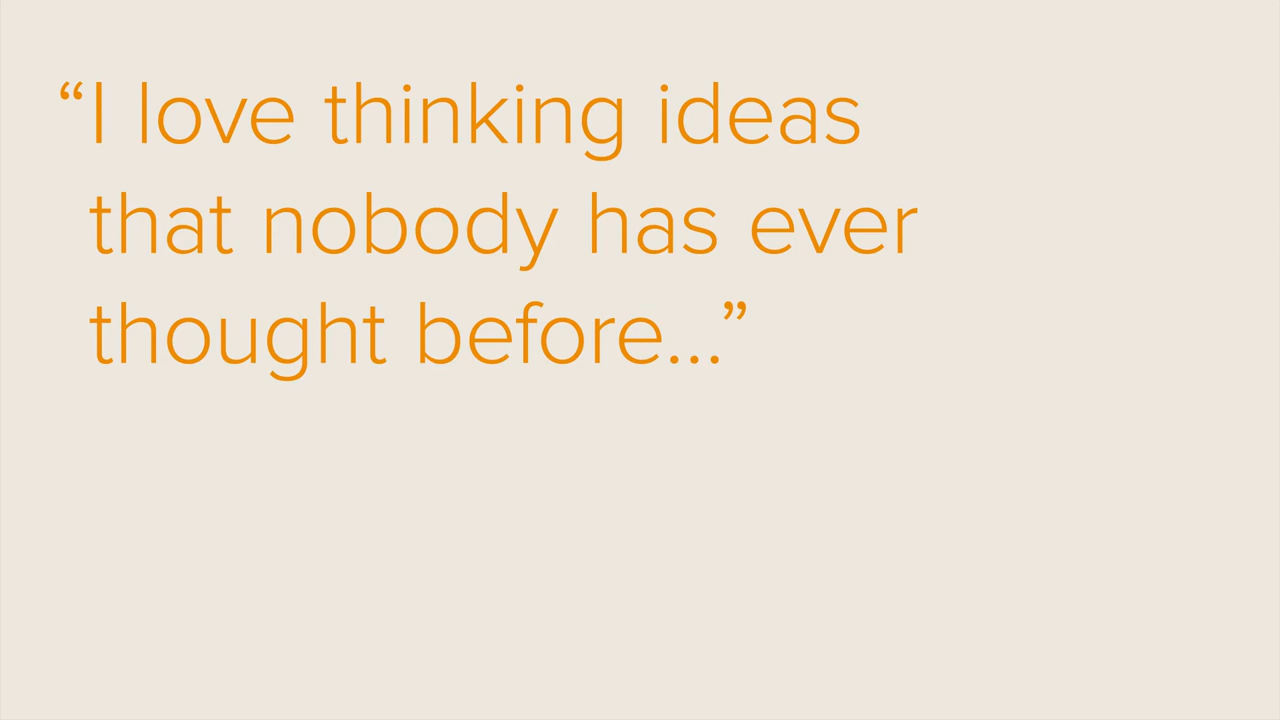 “I love thinking ideas
that nobody has ever
thought before...”